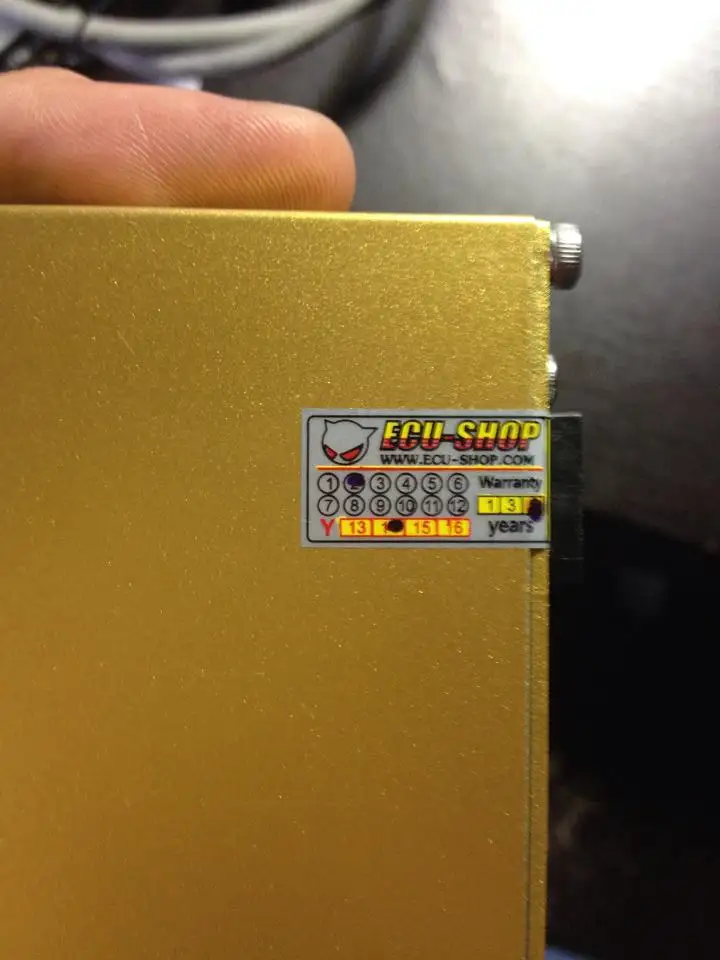 ECU-SHOP
WWW.ECU-SHOP.COM
1 3 4 5 6 Warranty
7 8 9 10 11 12 1 3
Y 13 15 16 years